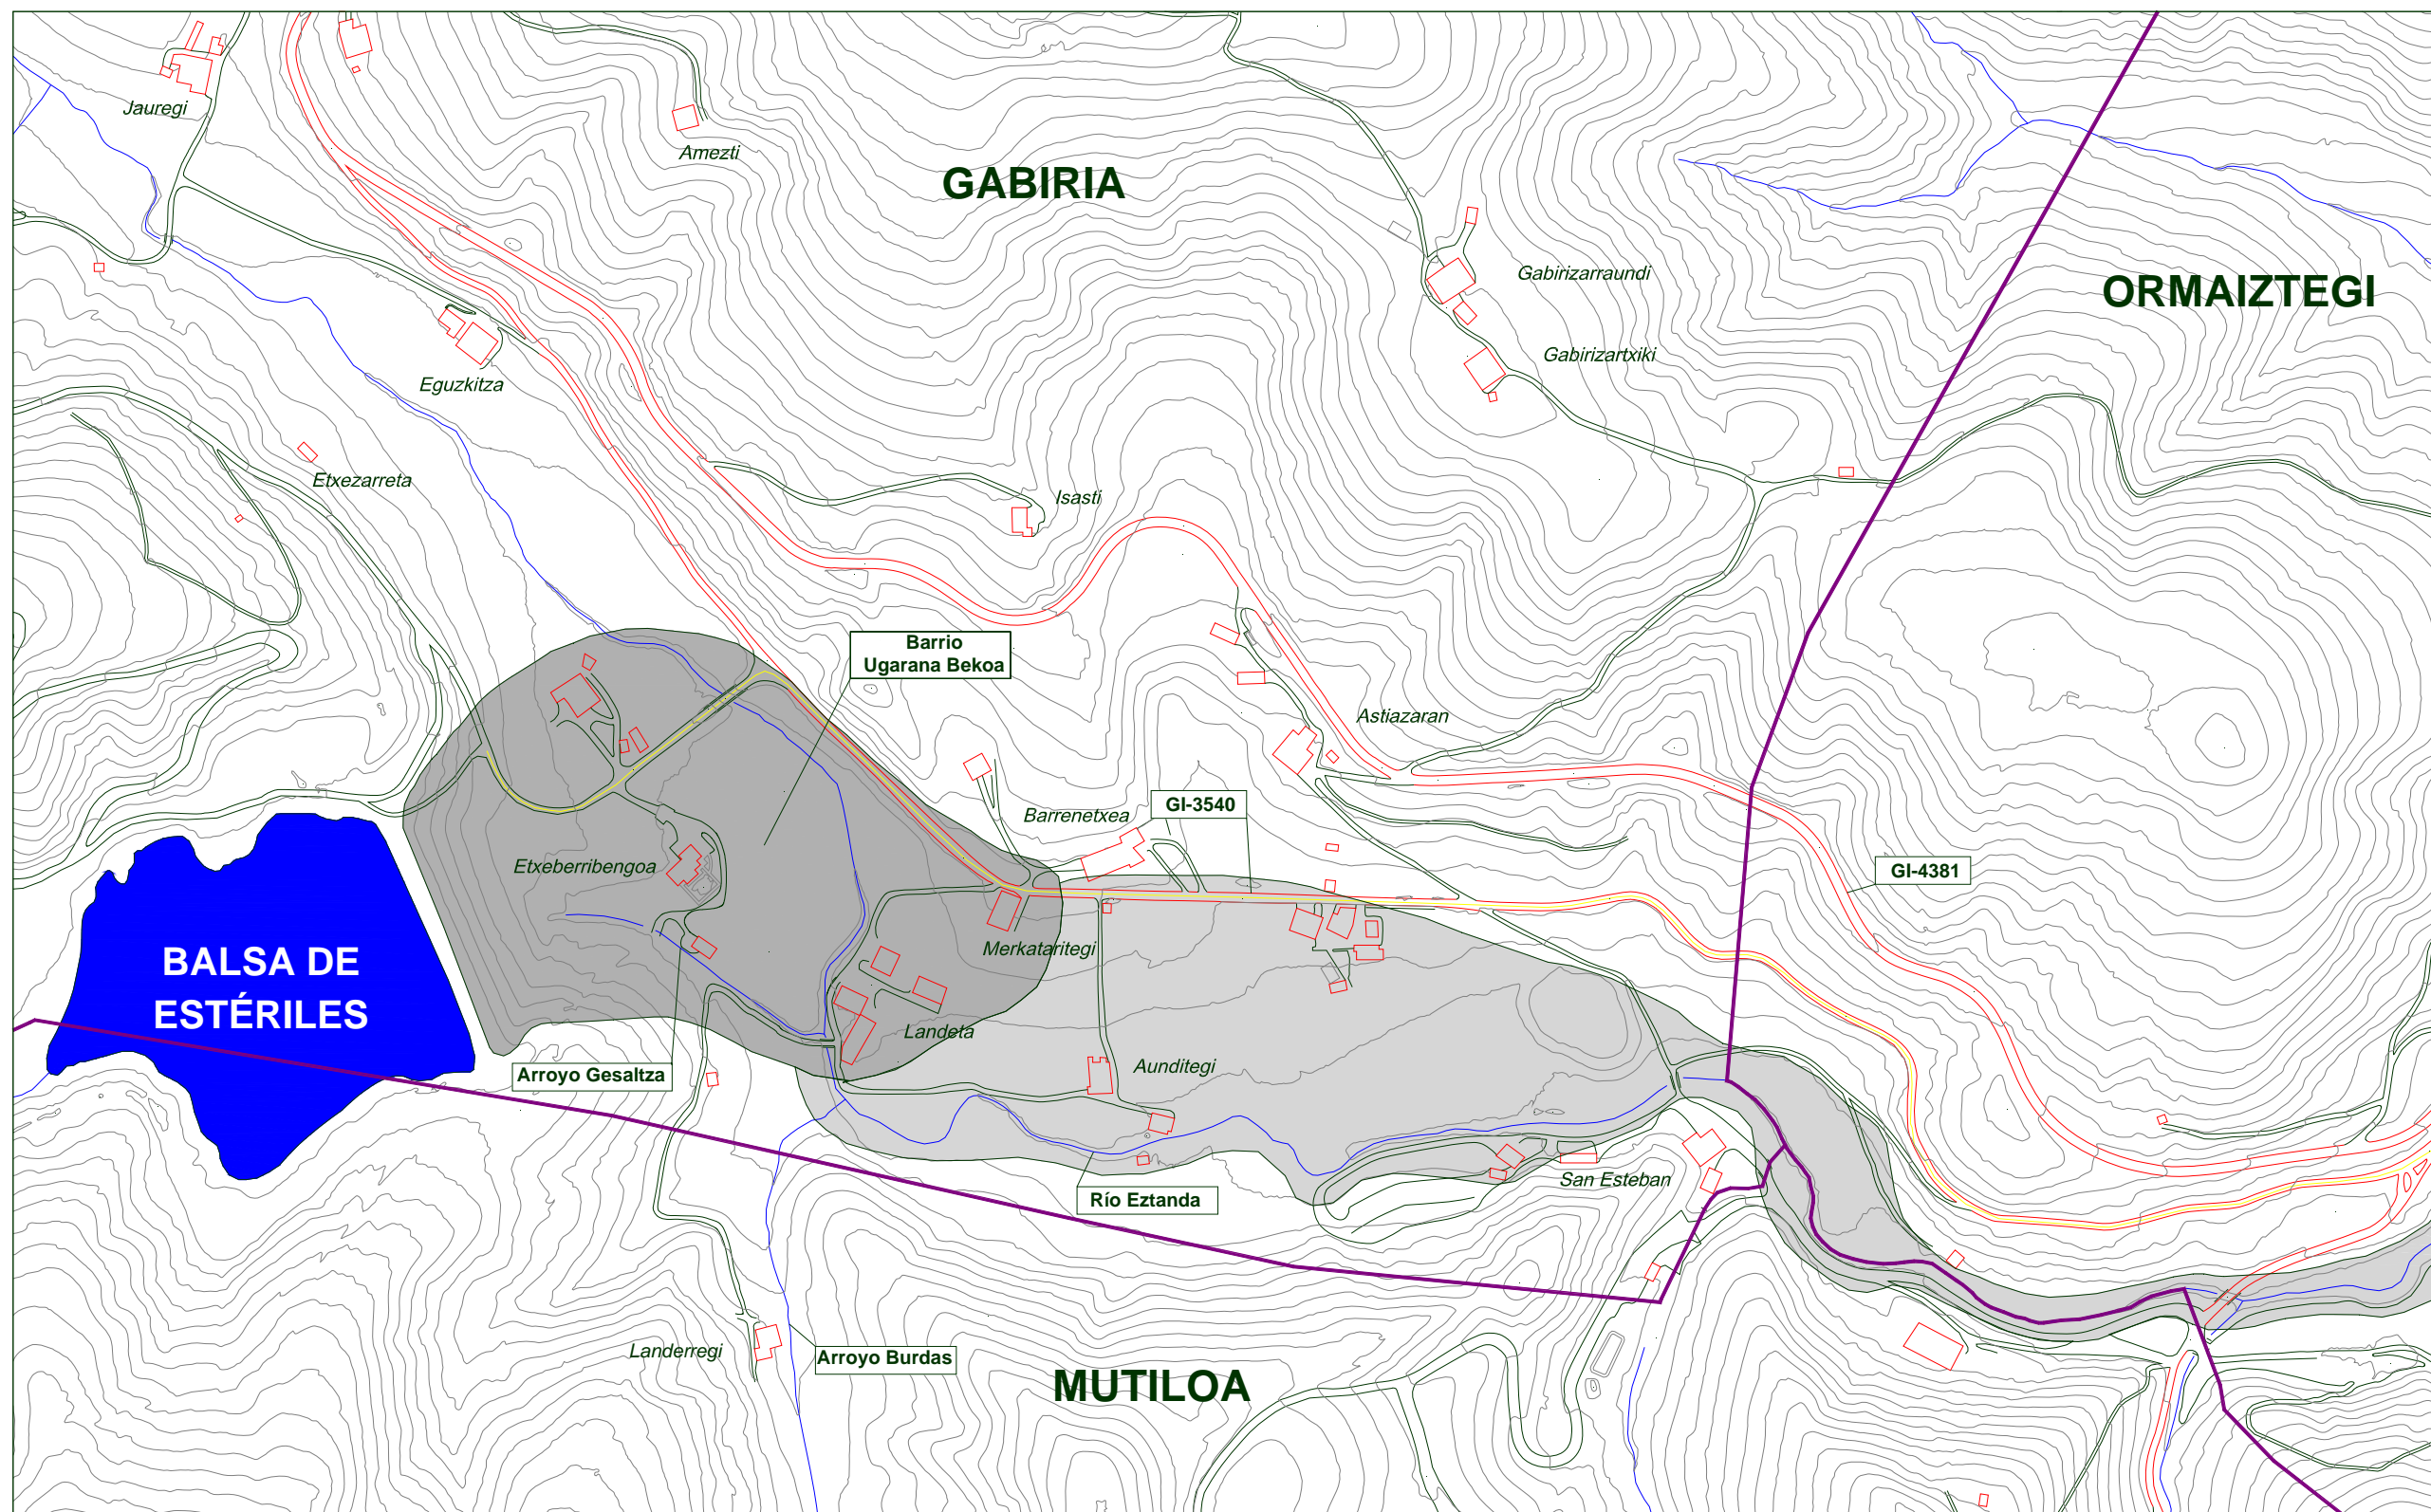 Jauregi
Amezti
GABIRIA
Gabirizarraundi
ORMAIZTEGI
Gabirizartxiki
Eguzkitza
Etxezarreta
Isasti
Barrio
Ugarana Bekoa
Astiazaran
GI-3540
Barrenetxea
Etxeberribengoa
GI-4381
Merkataritegi
BALSA DE
ESTÉRILES
Landeta
Aunditegi
Arroyo Gesaltza
San Esteban
Río Eztanda
Landerregi
Arroyo Burdas
MUTILOA